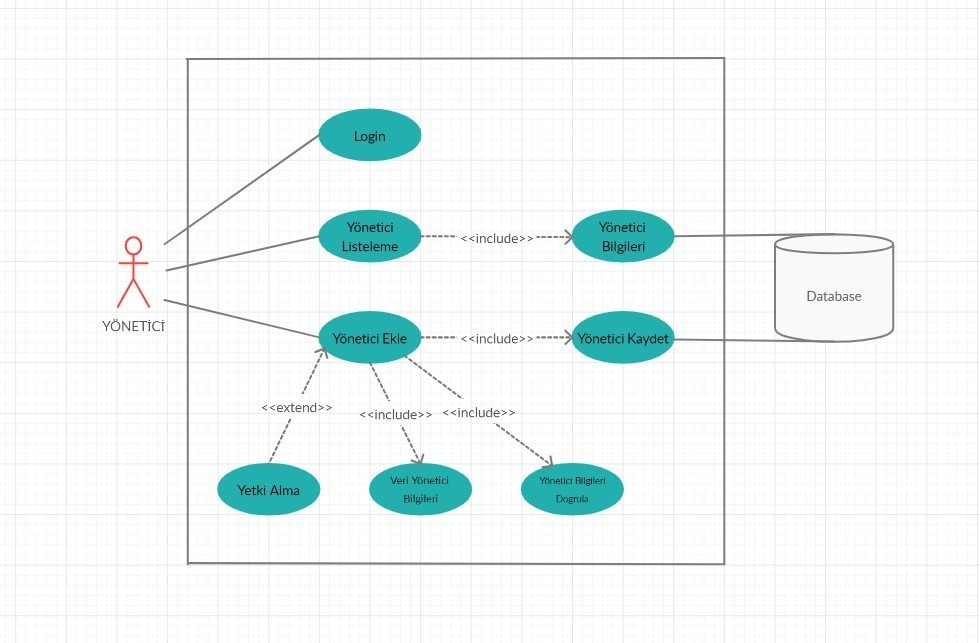 Login
Yönetici
Listeleme
<<include>>
Yönetici
Bilgileri
Database
YÖNETİCİ
Yönetici Ekle
<<include>>
Yönetici Kaydet
<<extend>>
<<include>>
<<include>>
Yetki Alma
Veri Yönetici
Bilgileri
Yönetici Bilgileri
Dogrula